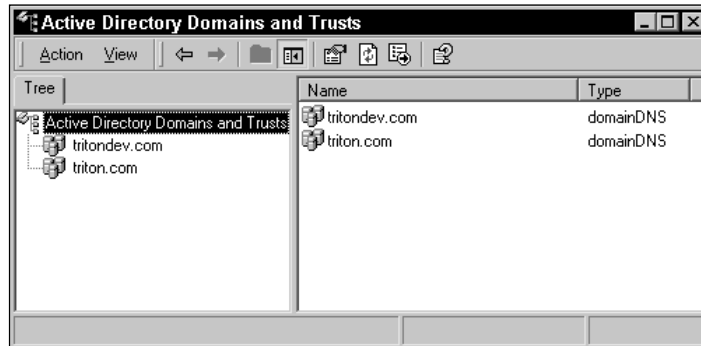 Active Directory Domains and Trusts
Action View
Tree
Active Directory Domains and Trusts
tritondev.com
triton.com
Name Type
tritondev.com domainDNS
triton.com domainDNS